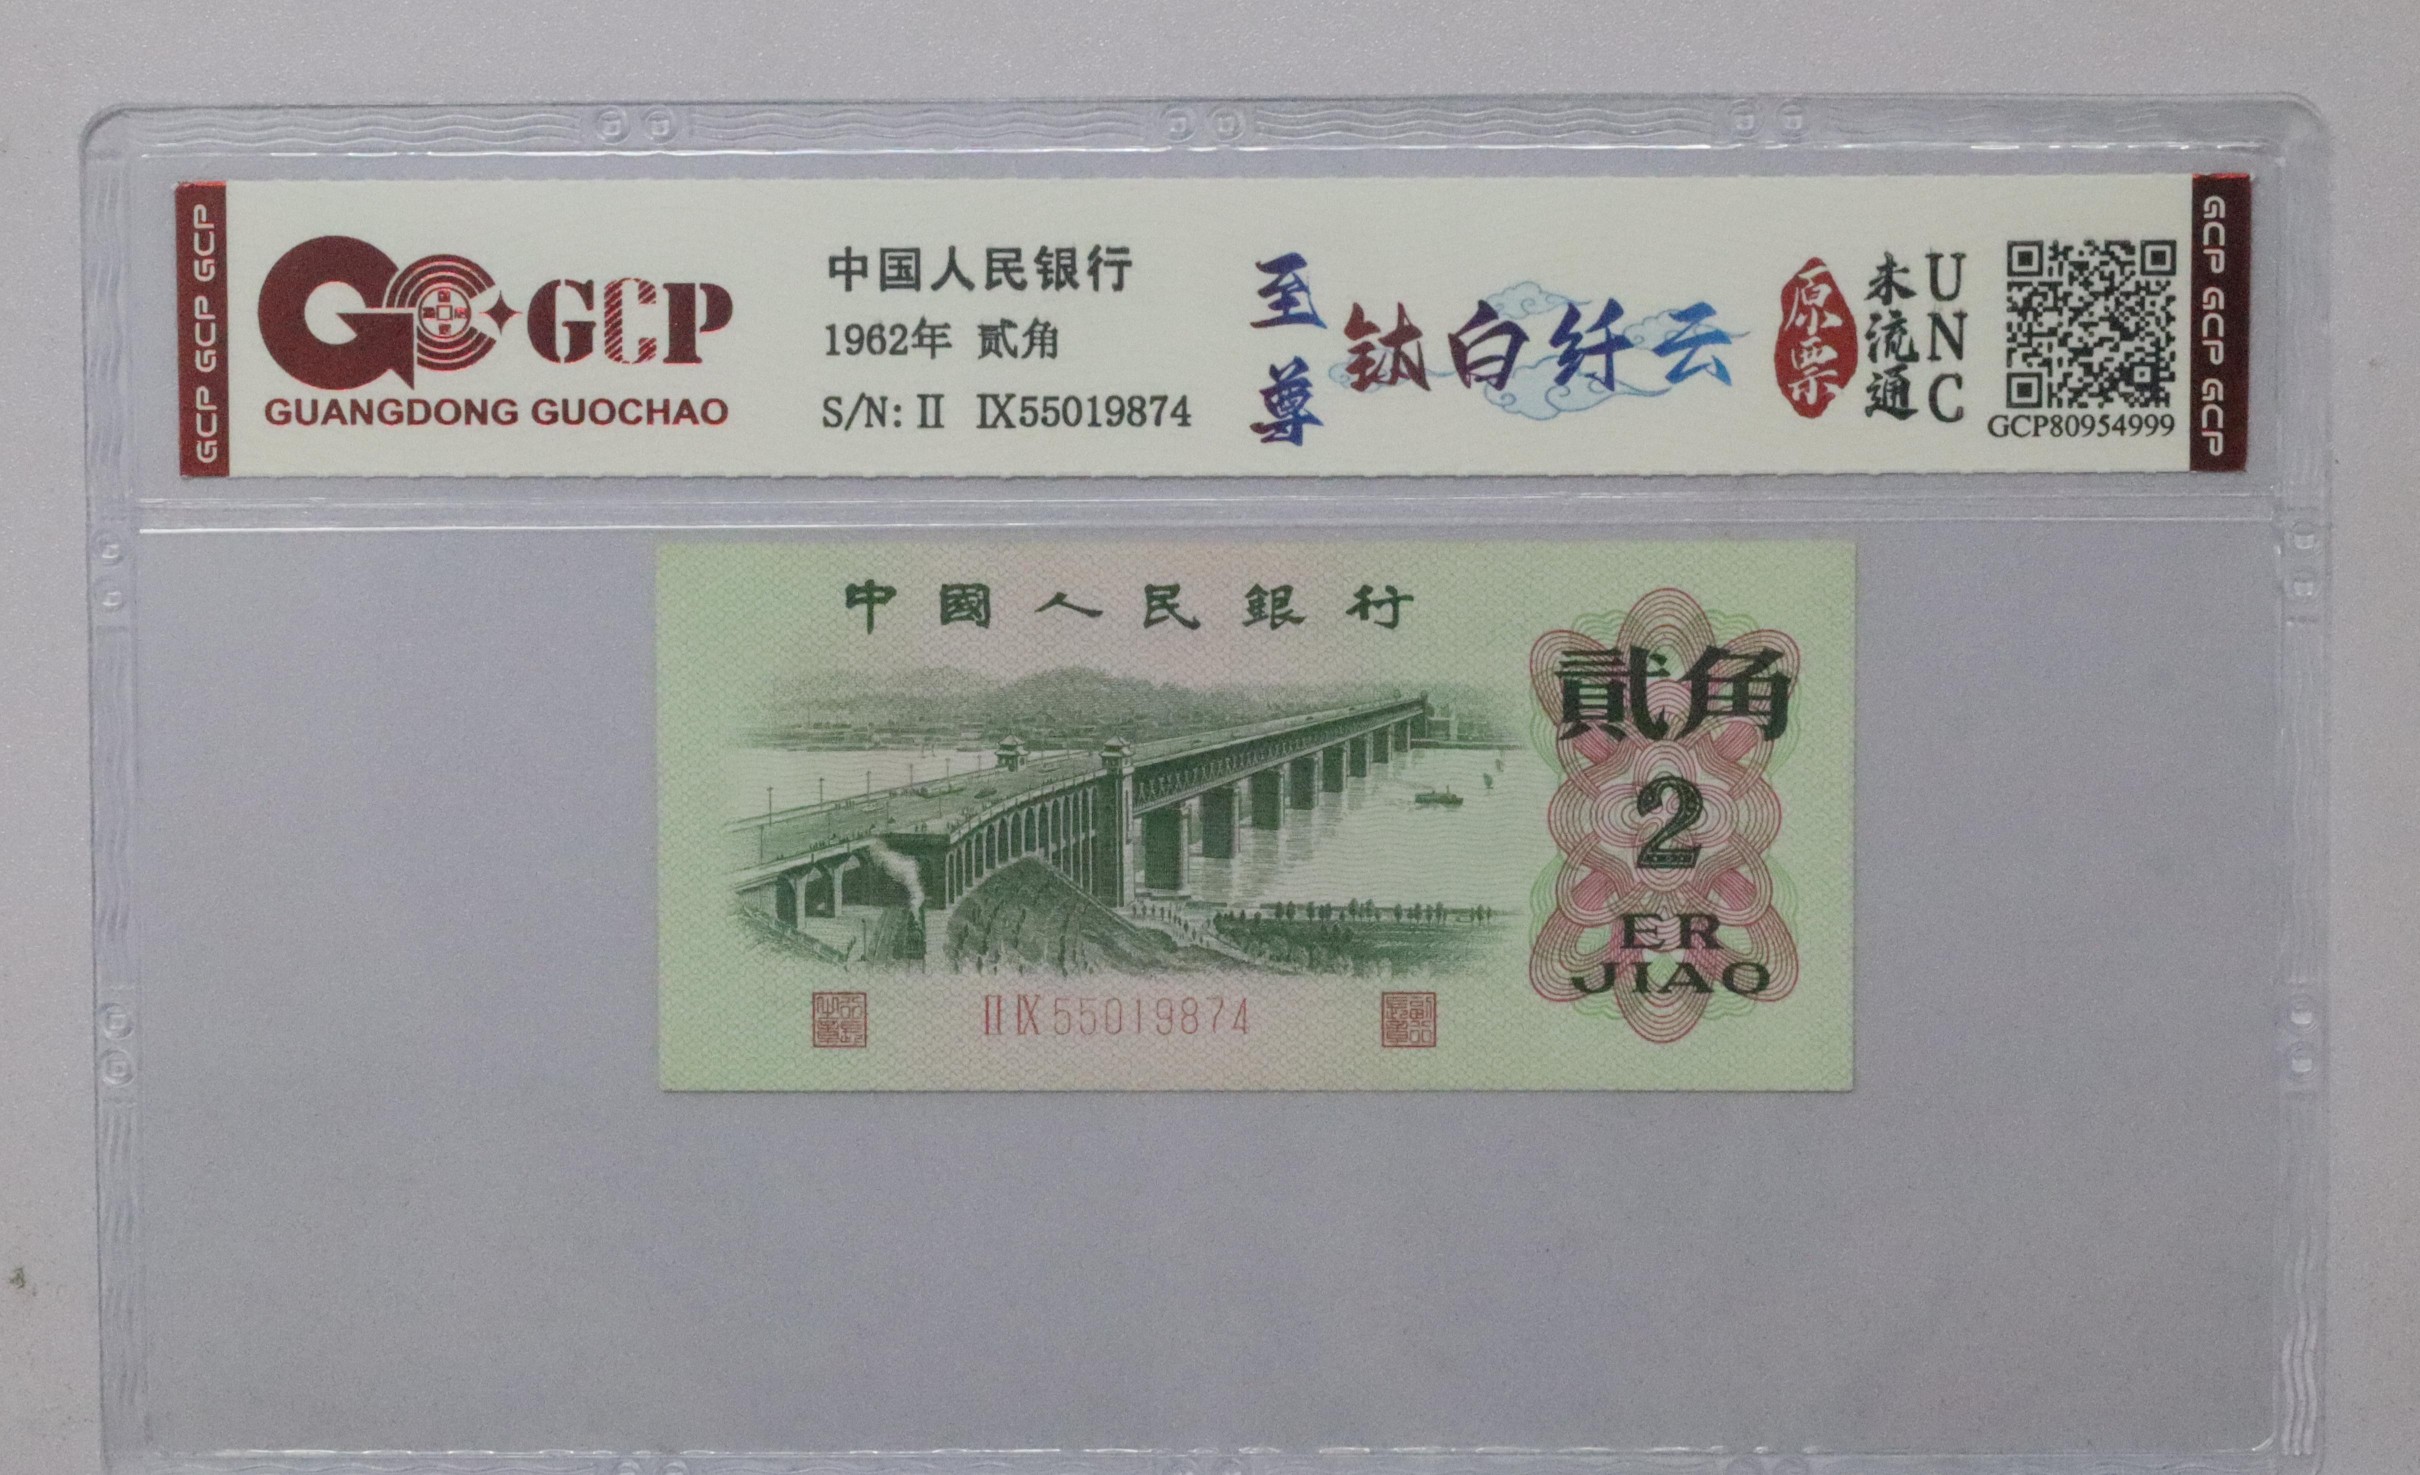 GCP GCP GCP
GCP
GUANGDONG GUOCHAO
中国人民银行
1962年 贰角
S/N: II IX55019874
至尊
钛白纤云
原票
未流通
UNC
GCP80954999
GCP GCP GCP
中國人民銀行
貳角
2
ER
JIAO
II IX 55019874